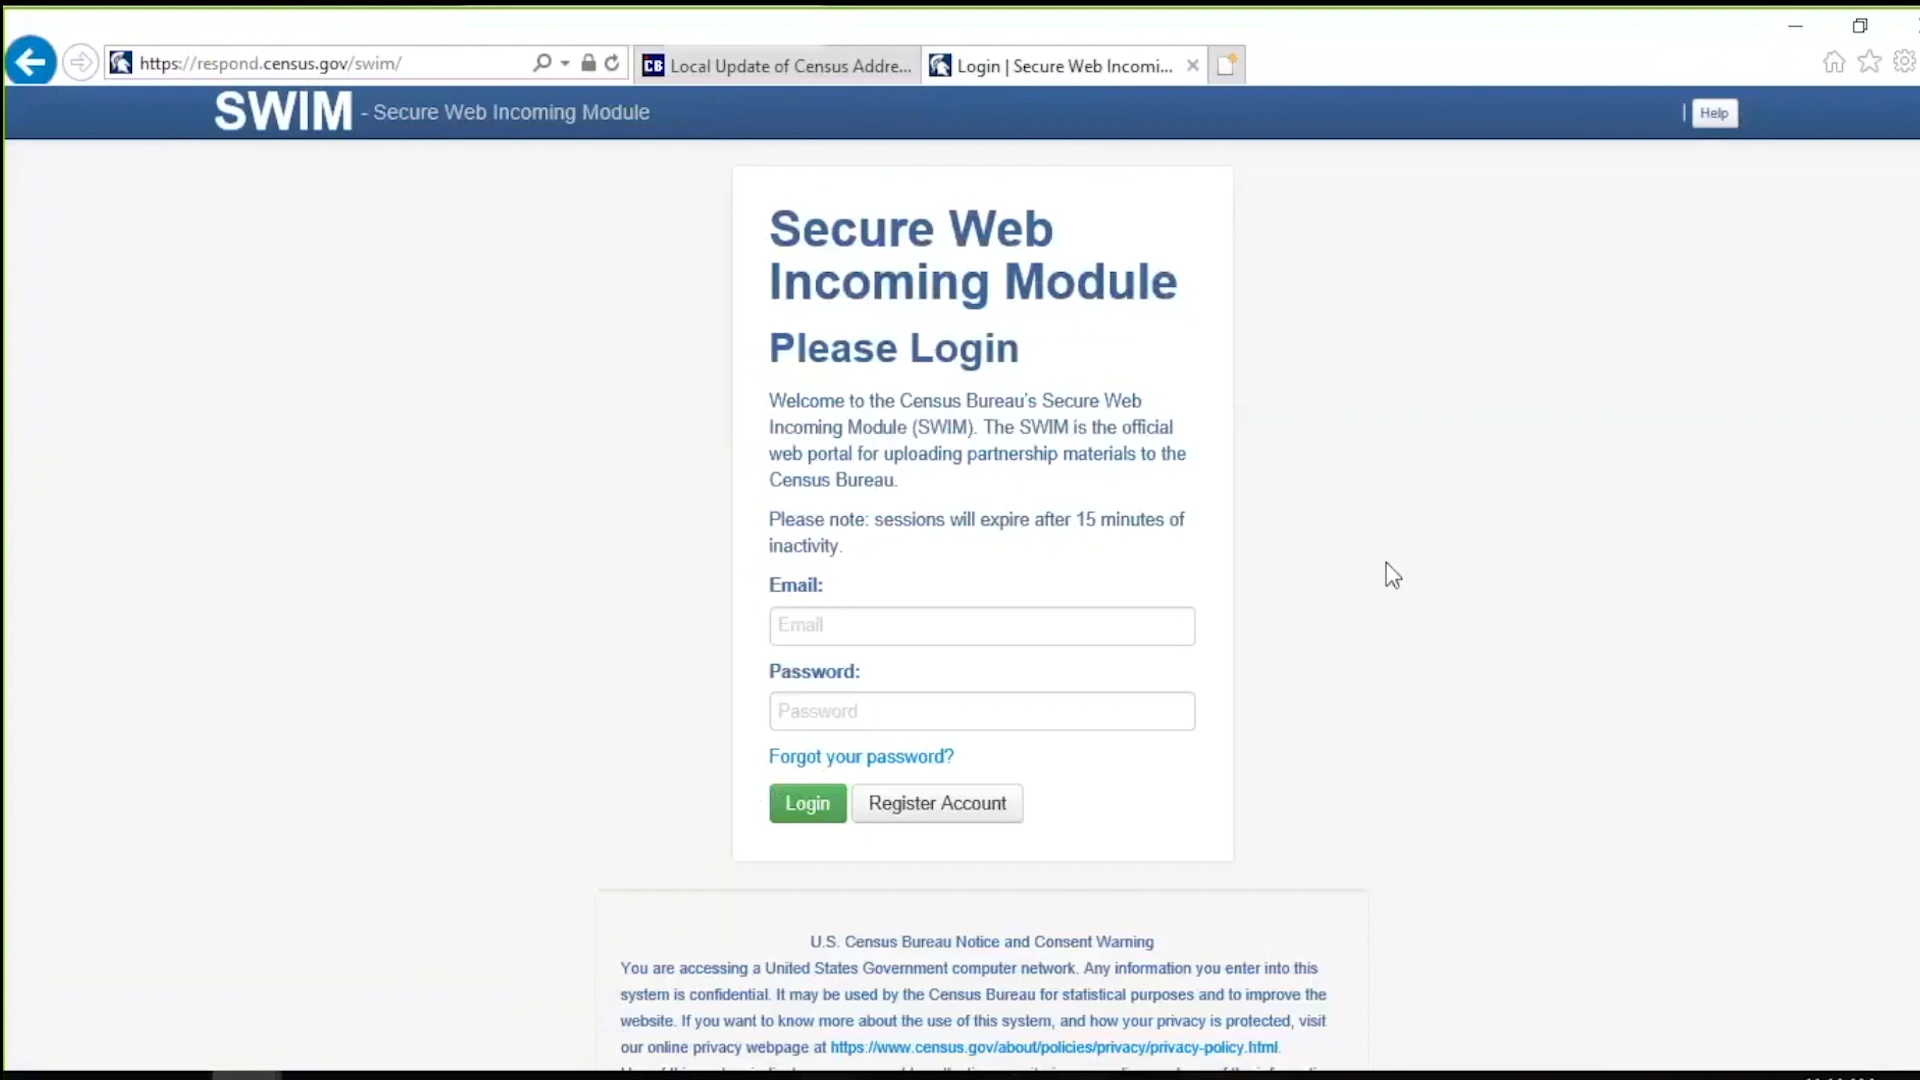 https://respond.census.gov/swim/
CB Local Update of Census Addre...
Login | Secure Web Incomi...
SWIM - Secure Web Incoming Module
| Help
Secure Web
Incoming Module
Please Login
Welcome to the Census Bureau's Secure Web
Incoming Module (SWIM). The SWIM is the official
web portal for uploading partnership materials to the
Census Bureau.
Please note: sessions will expire after 15 minutes of
inactivity.
Email:
Email
Password:
Password
Forgot your password?
Login Register Account
U.S. Census Bureau Notice and Consent Warning
You are accessing a United States Government computer network. Any information you enter into this
system is confidential. It may be used by the Census Bureau for statistical purposes and to improve the
website. If you want to know more about the use of this system, and how your privacy is protected, visit
our online privacy webpage at https://www.census.gov/about/policies/privacy/privacy-policy.html.